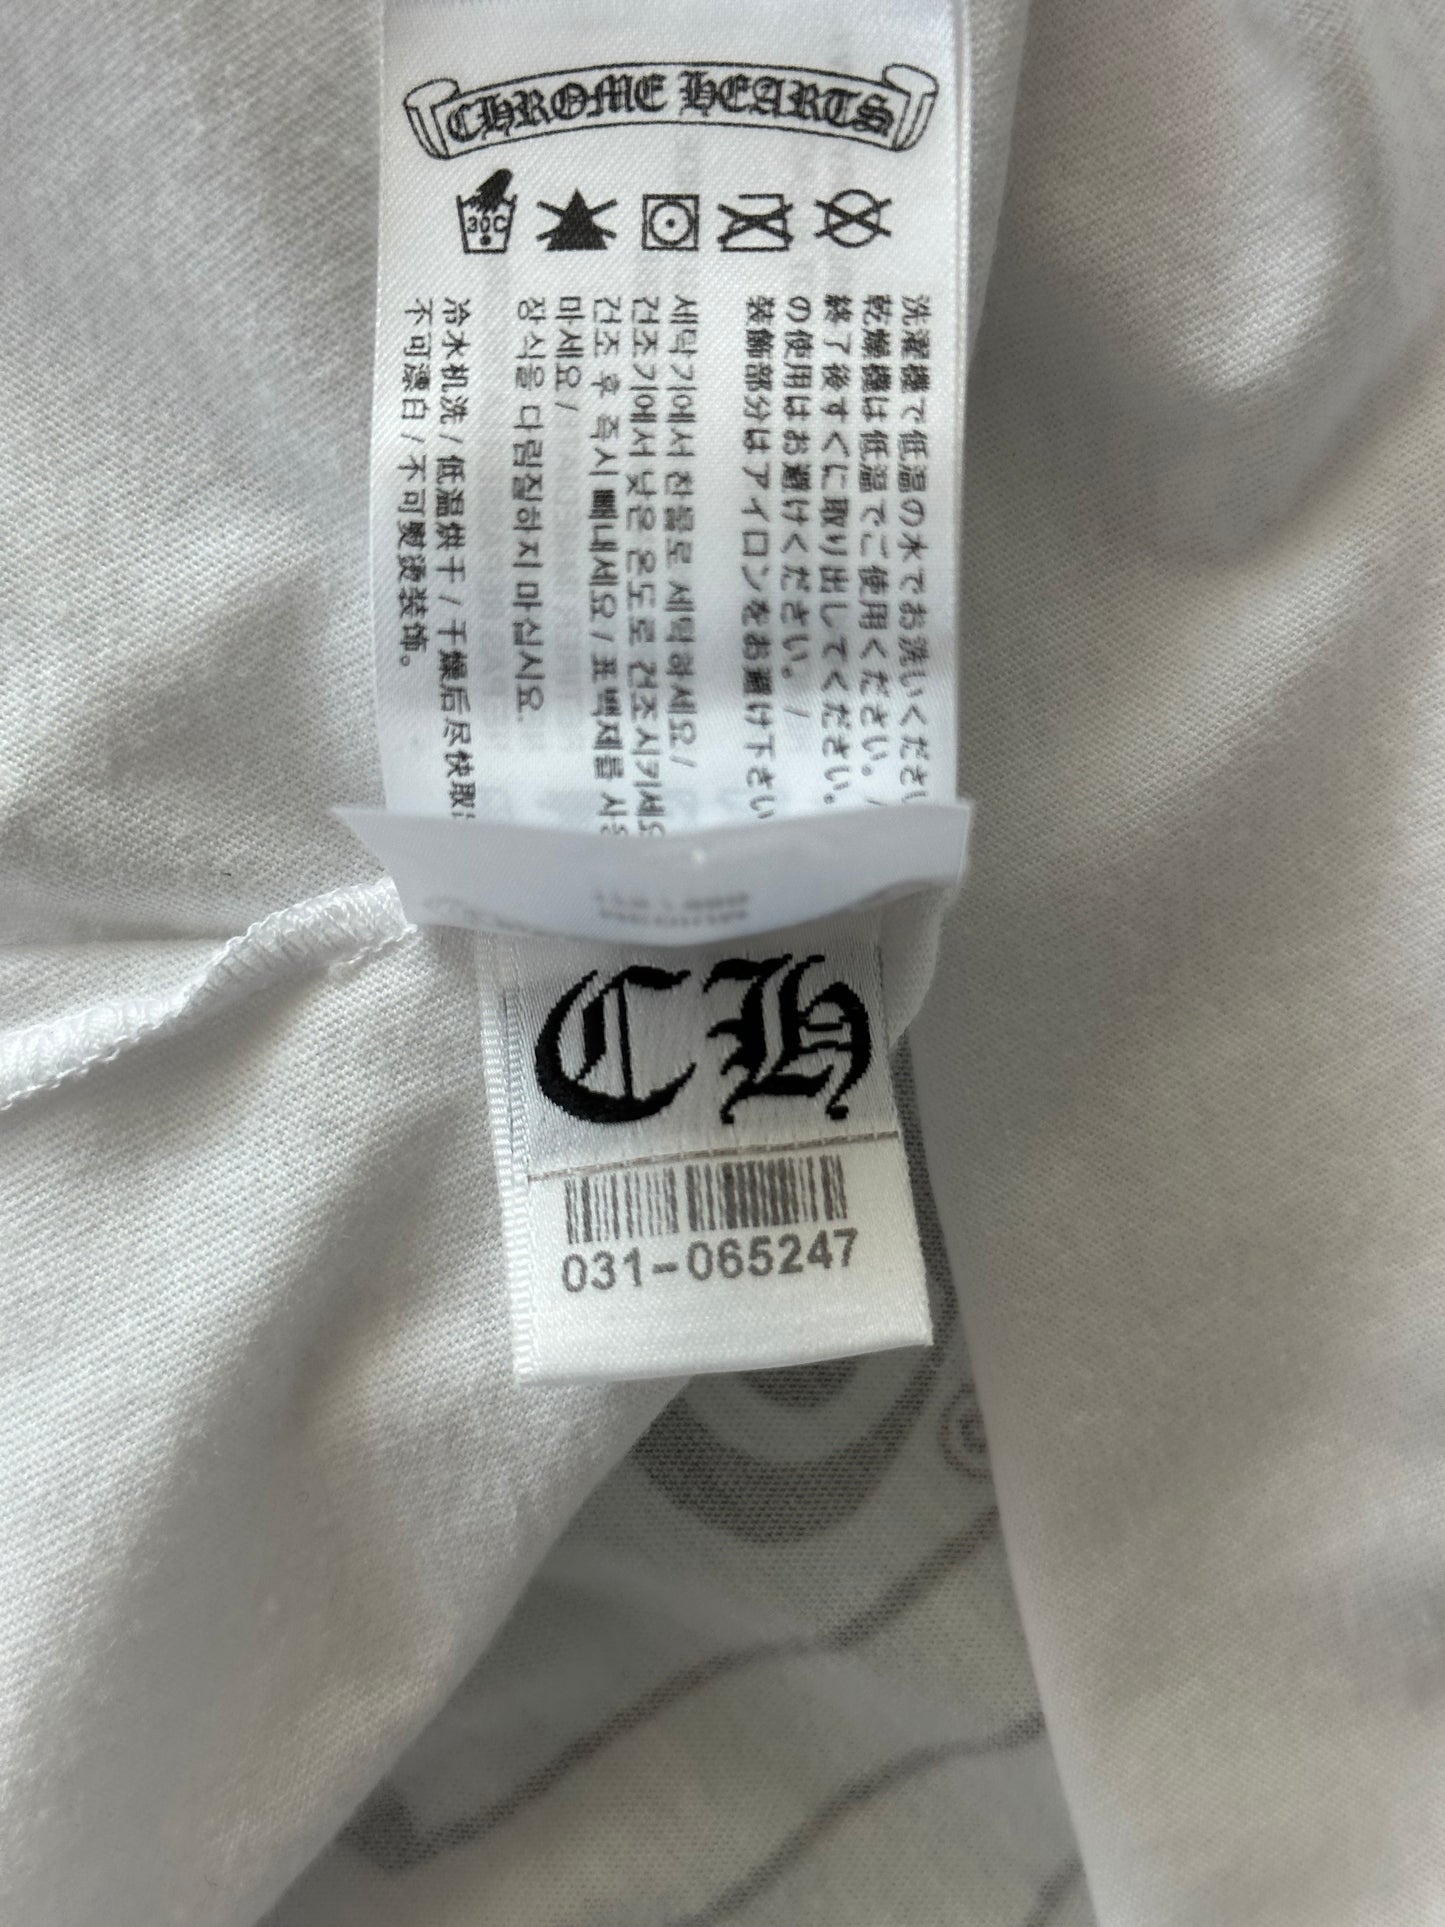 CHROME HEARTS
30C
洗濯機で低温の水でお洗いくださ
乾燥機は低温でご使用ください。/
終了後すぐに取り出してください。
の使用はお避けください。/
装飾部分はアイロンをお避け下さい
세탁기에서 찬물로 세탁하세요/
건조기에서 낮은 온도로 건조시키세요
건조 후 즉시 빼내세요/표백제를 사용
마세요/
장식을 다림질하지 마십시요.
冷水机洗/低温烘干/干燥后尽快取
不可漂白/不可熨烫装饰。
CH
031-065247